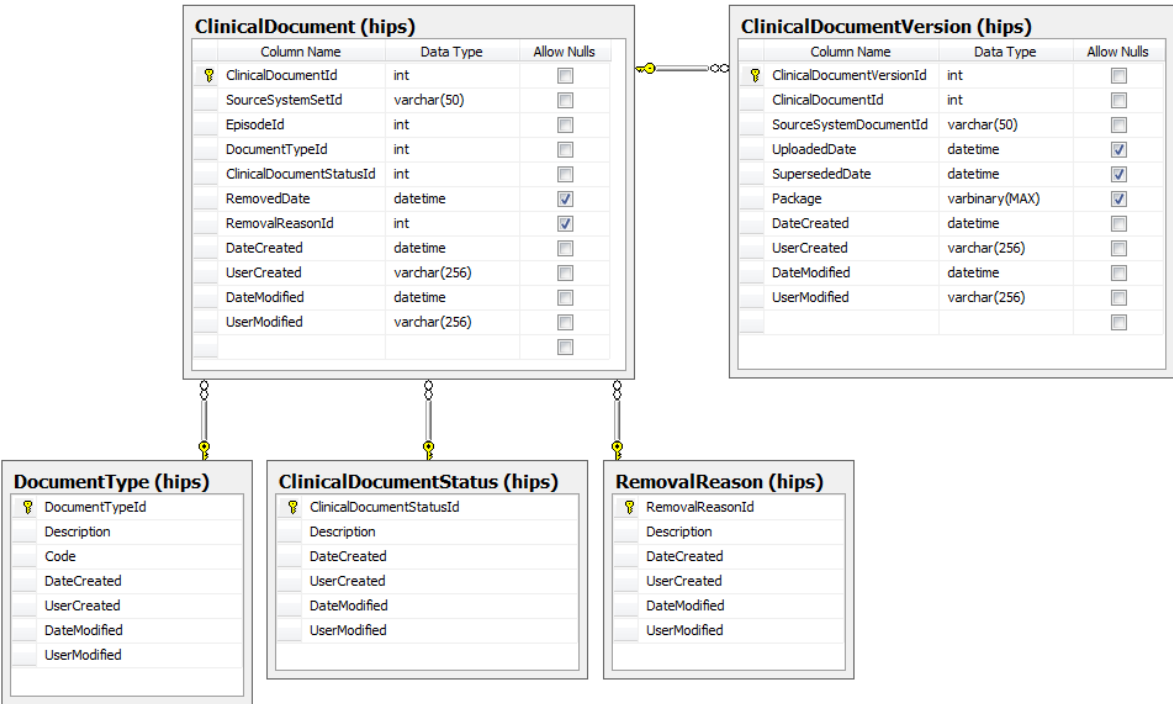 ClinicalDocument (hips)
Column Name Data Type Allow Nulls
ClinicalDocumentId int
SourceSystemSetId varchar(50)
EpisodeId int
DocumentTypeId int
ClinicalDocumentStatusId int
RemovedDate datetime
RemovalReasonId int
DateCreated datetime
UserCreated varchar(256)
DateModified datetime
UserModified varchar(256)
ClinicalDocumentVersion (hips)
Column Name Data Type Allow Nulls
ClinicalDocumentVersionId int
ClinicalDocumentId int
SourceSystemDocumentId varchar(50)
UploadedDate datetime
SupersededDate datetime
Package varbinary(MAX)
DateCreated datetime
UserCreated varchar(256)
DateModified datetime
UserModified varchar(256)
DocumentType (hips)
DocumentTypeId
Description
Code
DateCreated
UserCreated
DateModified
UserModified
ClinicalDocumentStatus (hips)
ClinicalDocumentStatusId
Description
DateCreated
UserCreated
DateModified
UserModified
RemovalReason (hips)
RemovalReasonId
Description
DateCreated
UserCreated
DateModified
UserModified